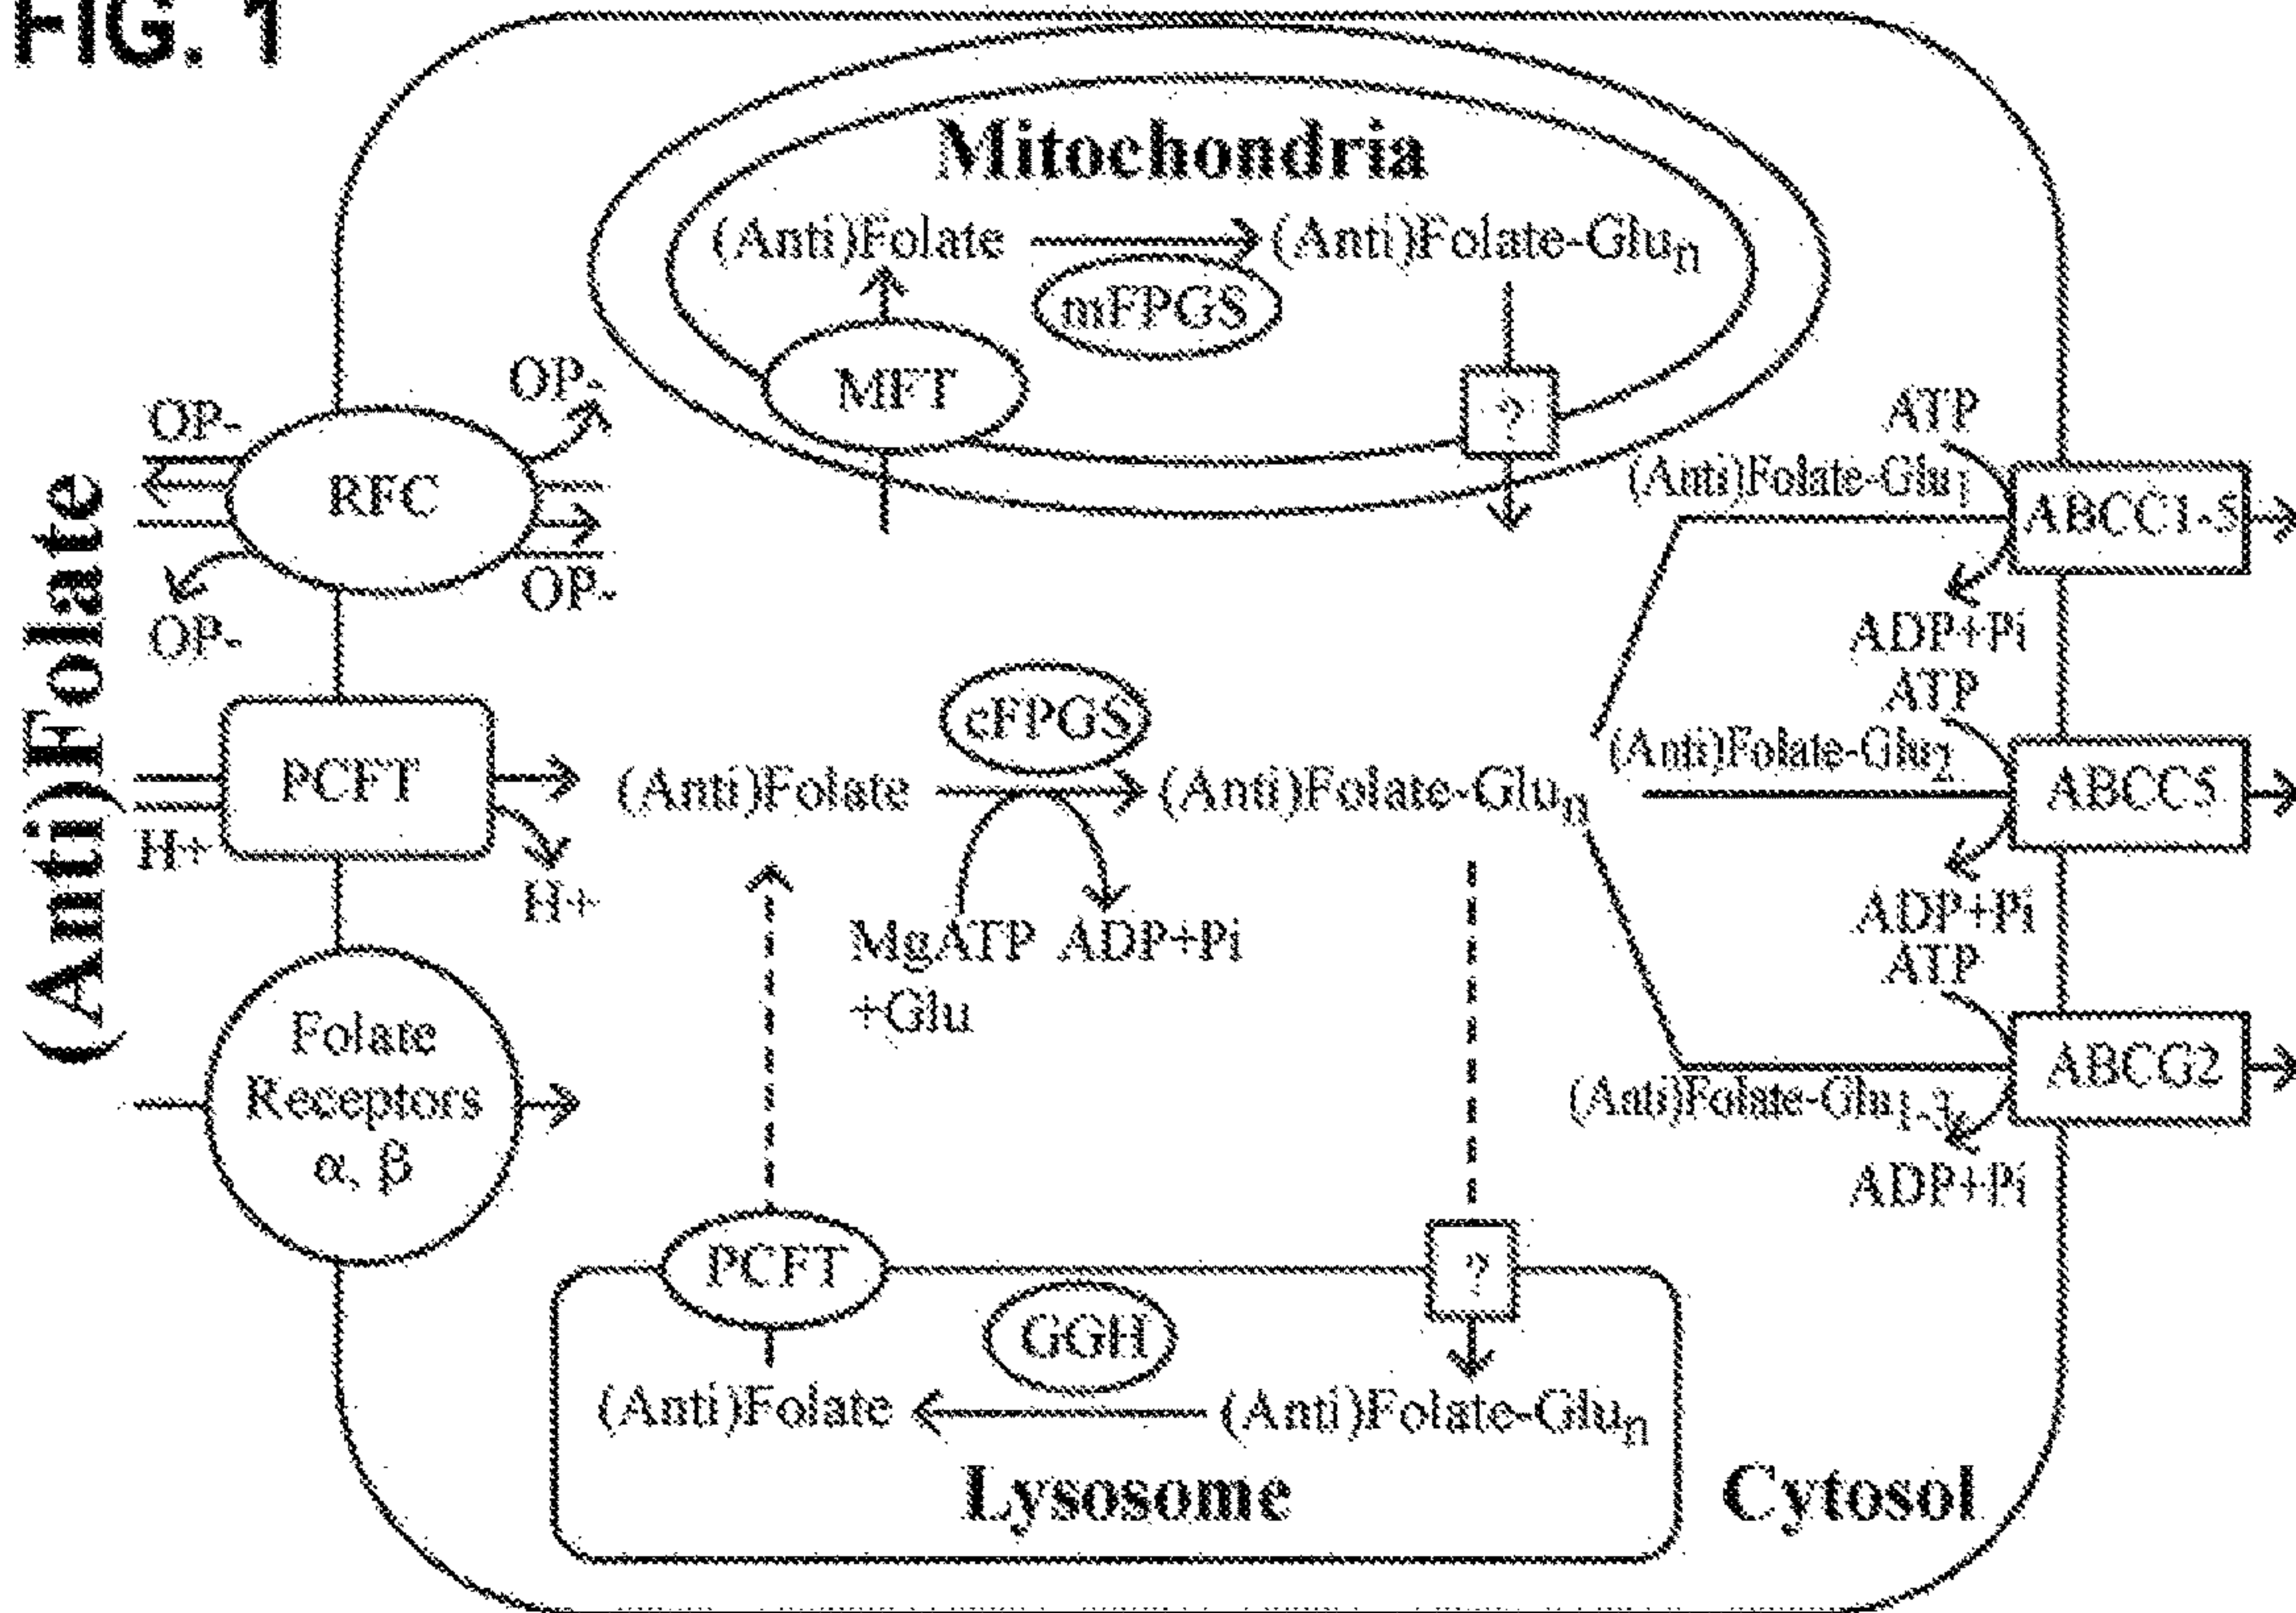 FIG. 1
Mitochondria
(Anti)Folate
(Anti)Folate-Glun
mFPGS
MFT
?
OP-
OP-
RFC
OP-
OP-
(Anti)Folate
PCFT
H+
H+
Folate
Receptors
α, β
cFPGS
(Anti)Folate
(Anti)Folate-Glun
MgATP ADP+Pi
+Glu
ATP
(Anti)Folate-Glu1
ABCC1-5
ADP+Pi
ATP
(Anti)Folate-Glu2
ABCC5
ADP+Pi
ATP
ABCG2
(Anti)Folate-Glu1-3
ADP+Pi
PCFT
?
GGH
(Anti)Folate
(Anti)Folate-Glun
Lysosome
Cytosol